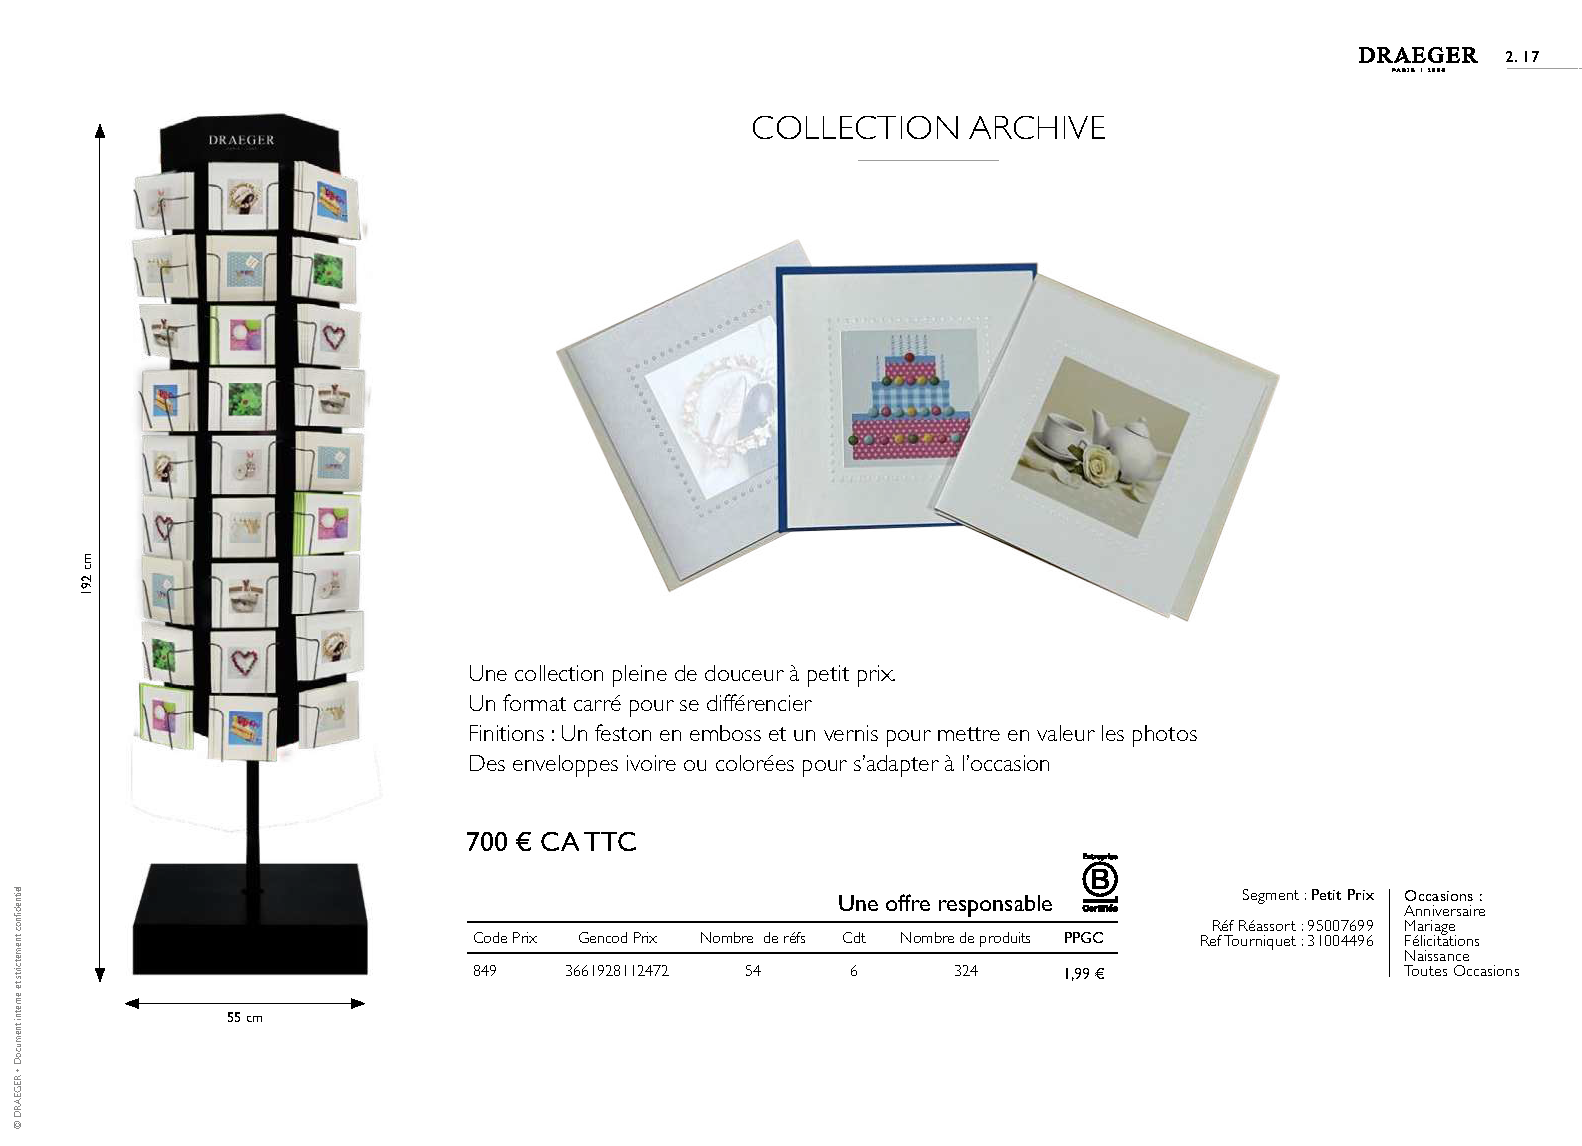 DRAEGER
PARIS | 1886
2. 17
COLLECTION ARCHIVE
DRAEGER
192 cm
55 cm
Une collection pleine de douceur à petit prix.
Un format carré pour se différencier
Finitions : Un feston en emboss et un vernis pour mettre en valeur les photos
Des enveloppes ivoire ou colorées pour s’adapter à l’occasion
700 € CA TTC
Une offre responsable
Entreprise
B
Certifiée
Code Prix Gencod Prix Nombre de réfs Cdt Nombre de produits PPGC
849 3661928112472 54 6 324 1,99 €
Segment : Petit Prix
Réf Réassort : 95007699
Ref Tourniquet : 31004496
Occasions :
Anniversaire
Mariage
Félicitations
Naissance
Toutes Occasions
© DRAEGER • Document interne et strictement confidentiel